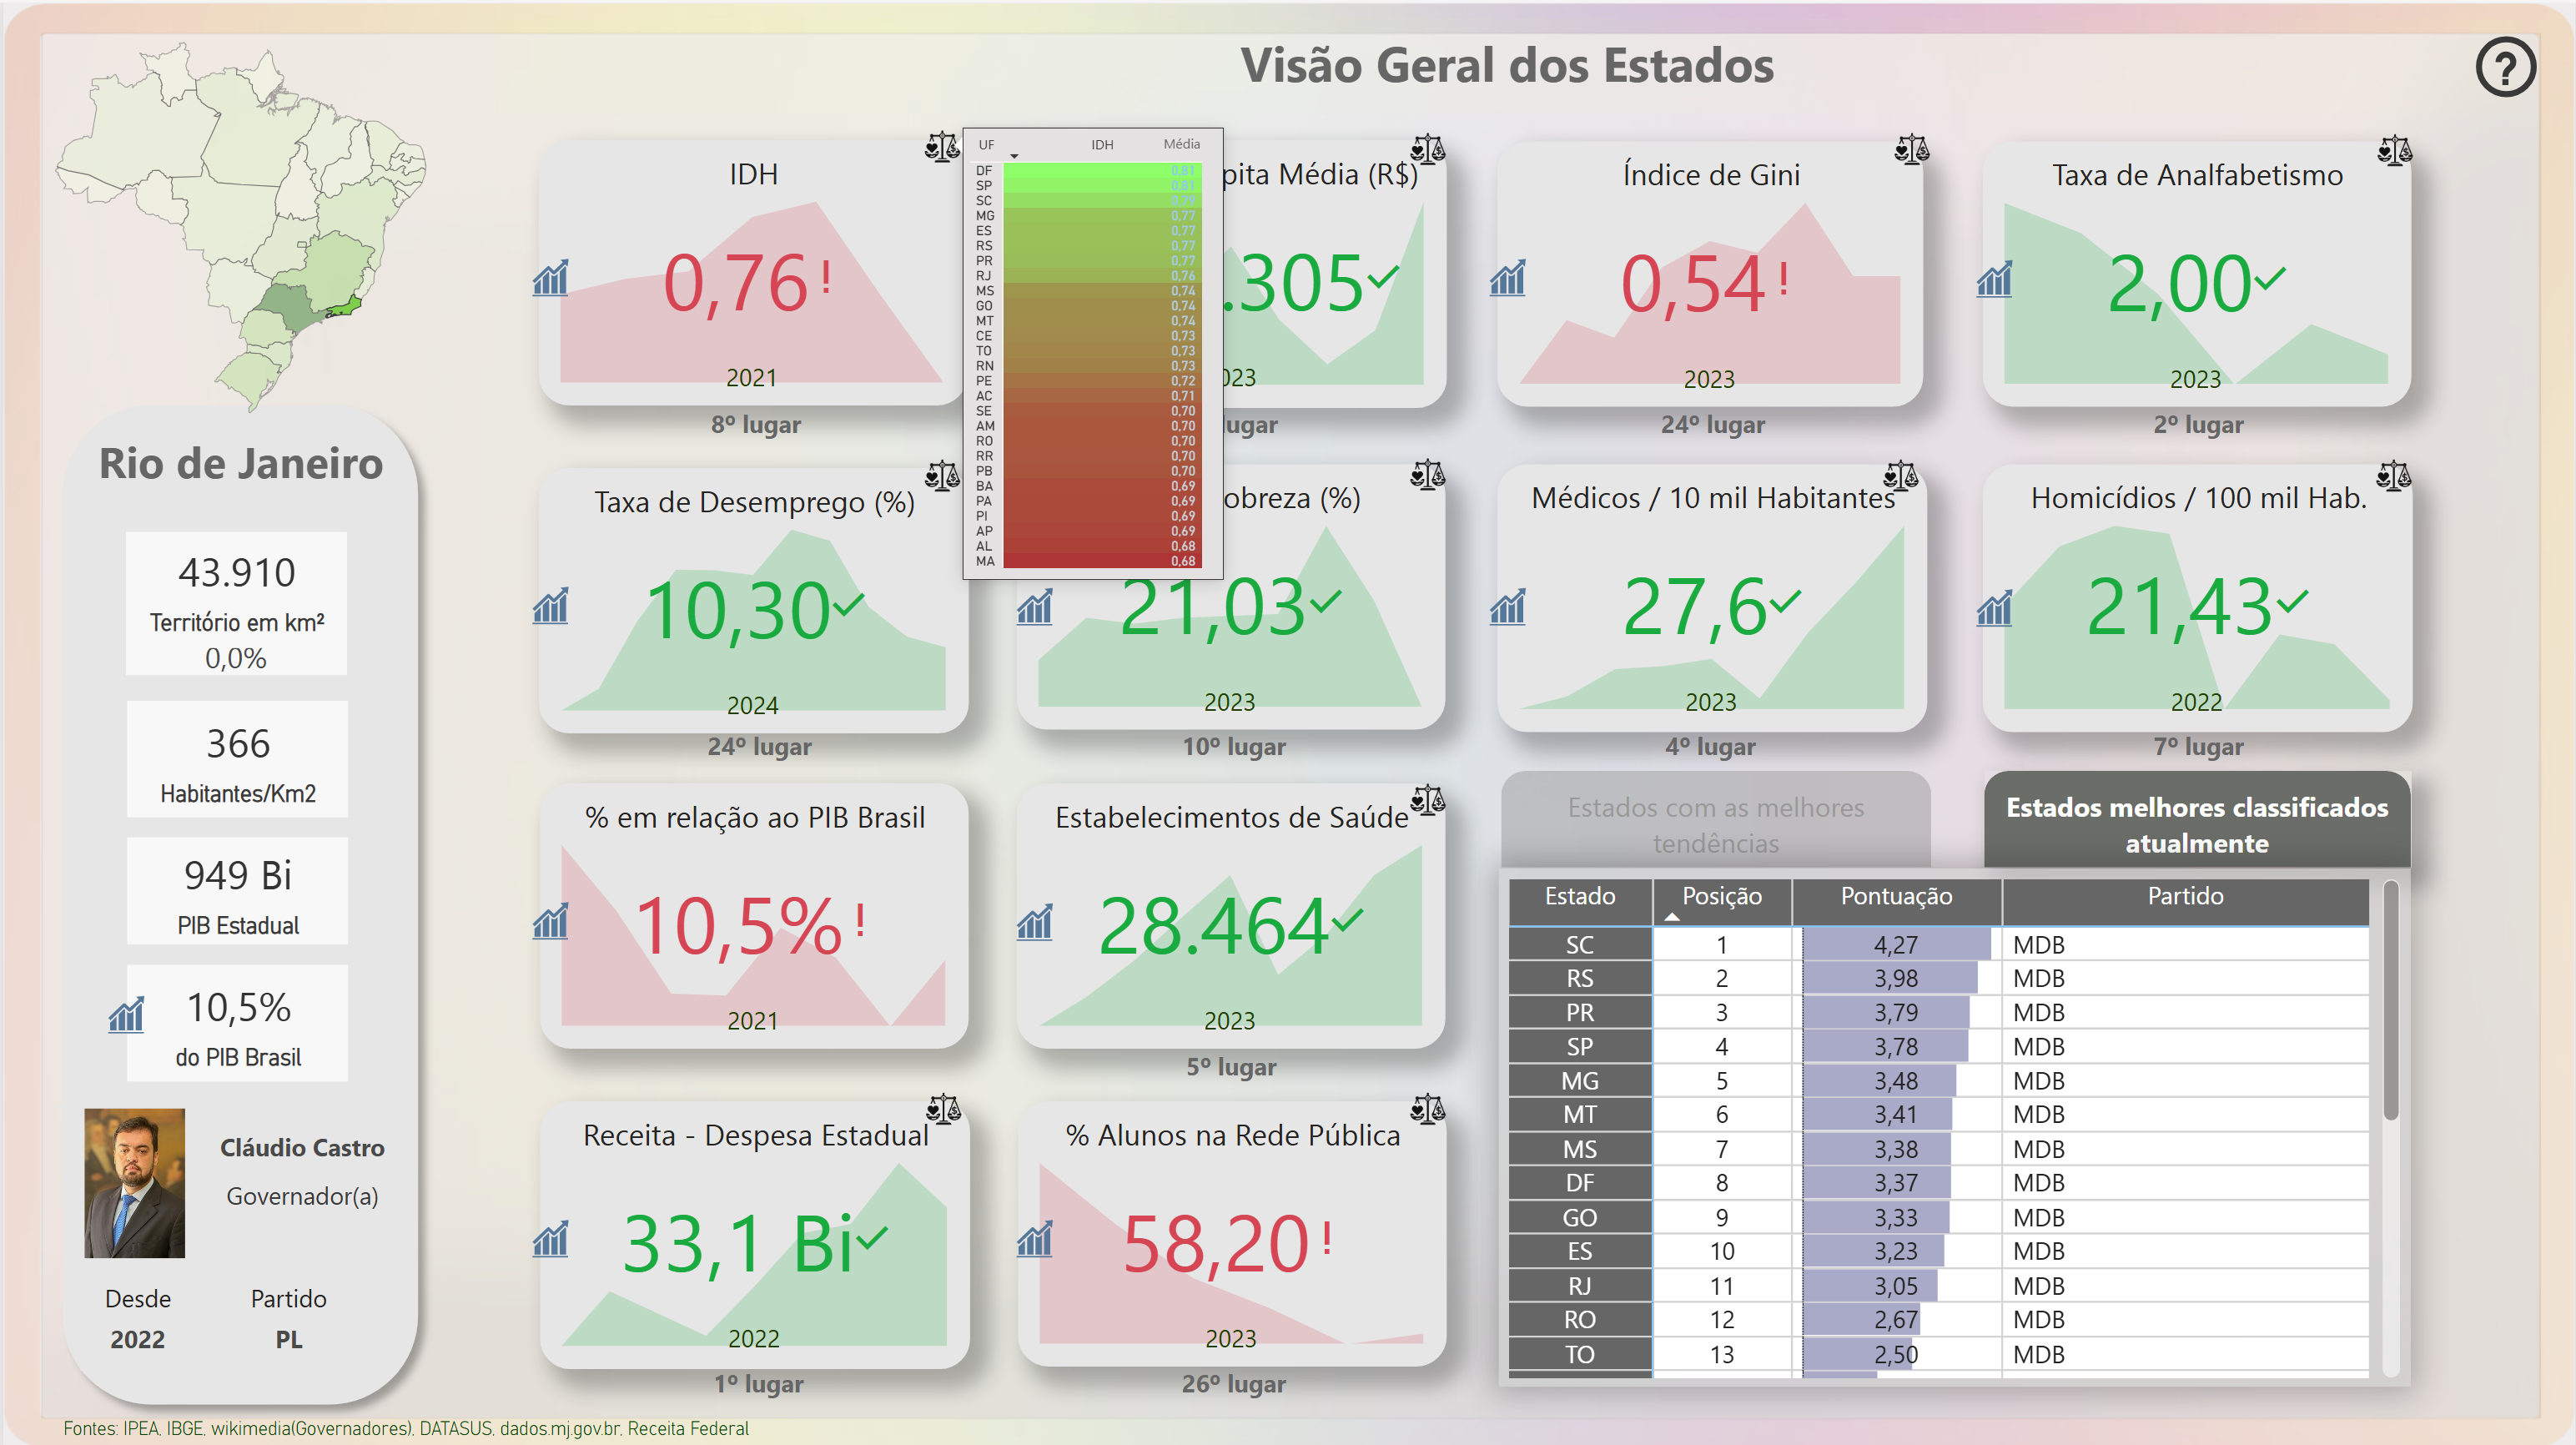 Visão Geral dos Estados
?
Rio de Janeiro
43.910
Território em km²
0,0%
366
Habitantes/Km2
949 Bi
PIB Estadual
10,5%
do PIB Brasil
Cláudio Castro
Governador(a)
Desde
Partido
2022
PL
IDH
0,76 !
2021
8º lugar
UF IDH Média
DF 0,81
SP 0,81
SC 0,79
MG 0,77
ES 0,77
RS 0,77
PR 0,77
RJ 0,76
MS 0,74
GO 0,74
MT 0,74
CE 0,73
TO 0,73
RN 0,73
PE 0,72
AC 0,71
SE 0,70
AM 0,70
RO 0,70
RR 0,70
PB 0,70
BA 0,69
PA 0,69
PI 0,69
AP 0,69
AL 0,68
MA 0,68
pita Média (R$)
.305
023
lugar
Índice de Gini
0,54 !
2023
24º lugar
Taxa de Analfabetismo
2,00
2023
2º lugar
Taxa de Desemprego (%)
10,30
2024
24º lugar
obreza (%)
21,03
2023
10º lugar
Médicos / 10 mil Habitantes
27,6
2023
4º lugar
Homicídios / 100 mil Hab.
21,43
2022
7º lugar
% em relação ao PIB Brasil
10,5% !
2021
Estabelecimentos de Saúde
28.464
2023
5º lugar
Receita - Despesa Estadual
33,1 Bi
2022
1º lugar
% Alunos na Rede Pública
58,20 !
2023
26º lugar
Estados com as melhores
tendências
Estados melhores classificados
atualmente
Estado Posição Pontuação Partido
SC 1 4,27 MDB
RS 2 3,98 MDB
PR 3 3,79 MDB
SP 4 3,78 MDB
MG 5 3,48 MDB
MT 6 3,41 MDB
MS 7 3,38 MDB
DF 8 3,37 MDB
GO 9 3,33 MDB
ES 10 3,23 MDB
RJ 11 3,05 MDB
RO 12 2,67 MDB
TO 13 2,50 MDB
Fontes: IPEA, IBGE, wikimedia(Governadores), DATASUS, dados.mj.gov.br, Receita Federal